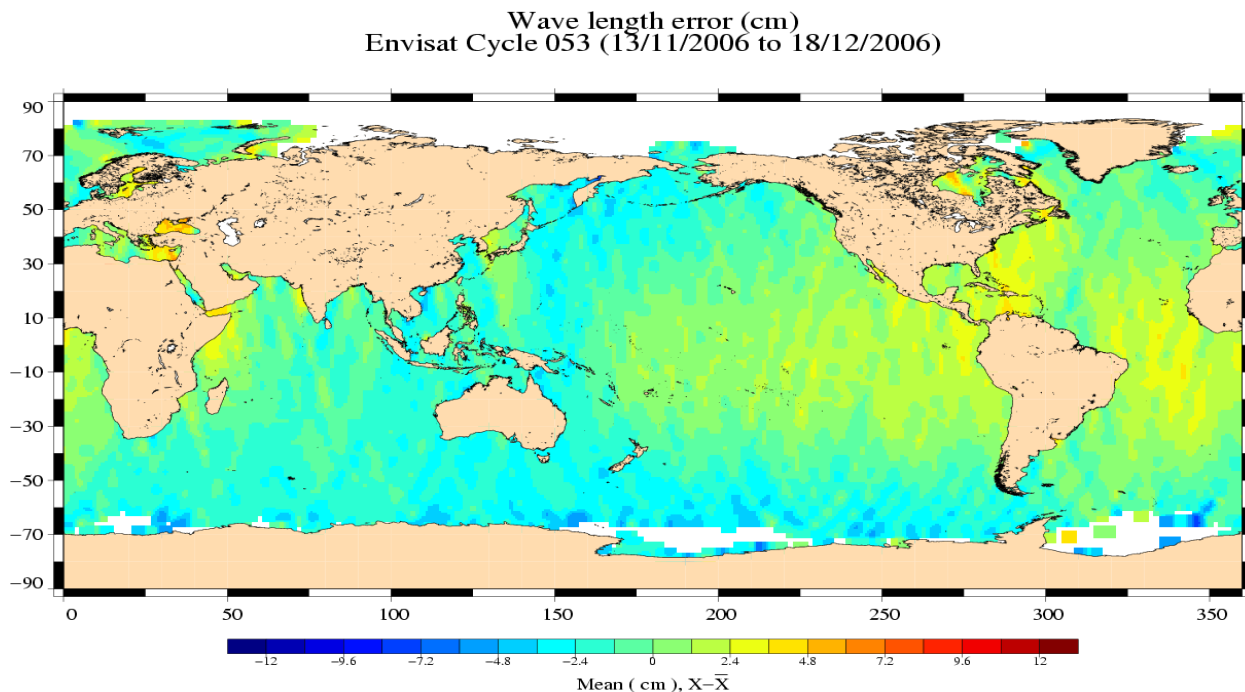 Wave length error (cm)
Envisat Cycle 053 (13/11/2006 to 18/12/2006)
90
70
50
30
10
−10
−30
−50
−70
−90
0 50 100 150 200 250 300 350
−12 −9.6 −7.2 −4.8 −2.4 0 2.4 4.8 7.2 9.6 12
Mean ( cm ), X−X̅